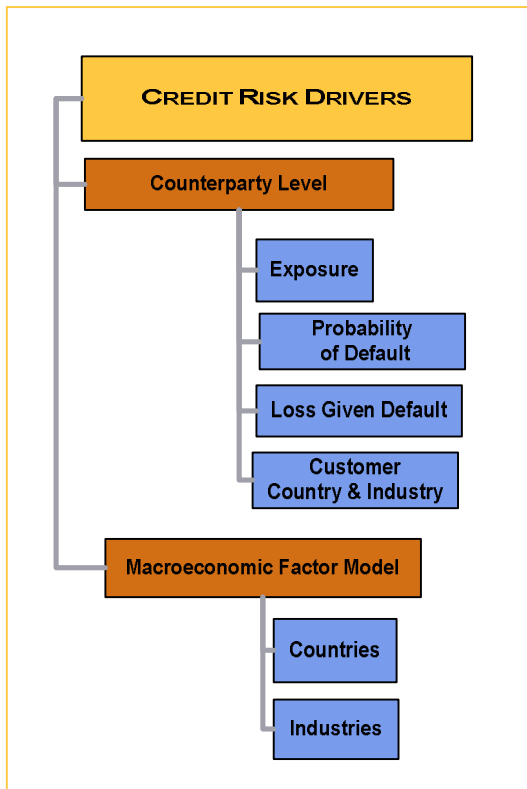 CREDIT RISK DRIVERS
Counterparty Level
Exposure
Probability
of Default
Loss Given Default
Customer
Country & Industry
Macroeconomic Factor Model
Countries
Industries